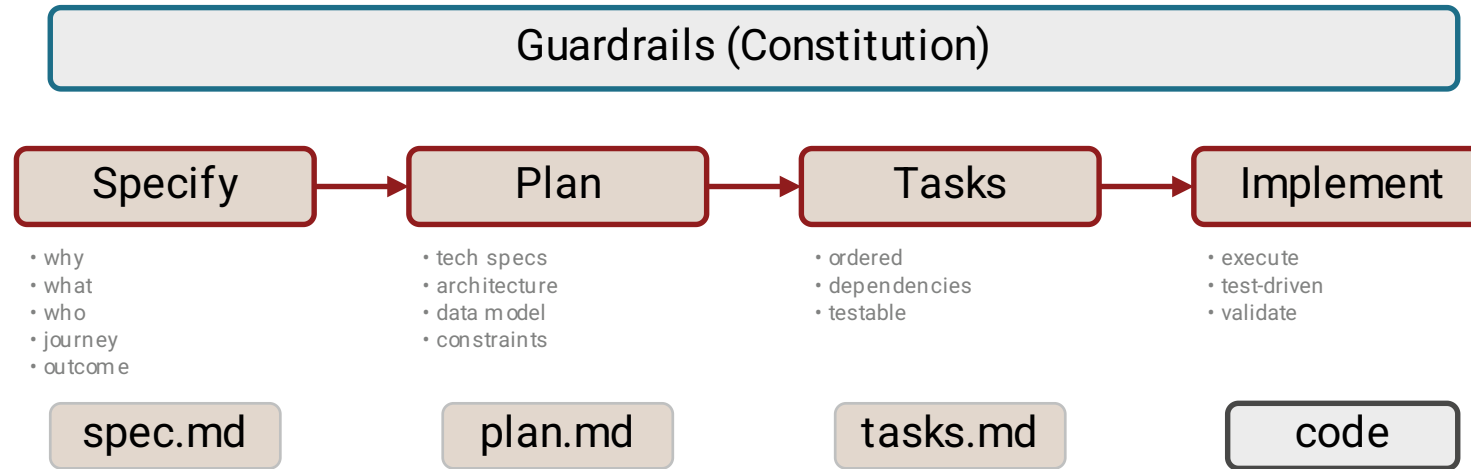 Guardrails (Constitution)
Specify
Plan
Tasks
Implement
• why
• what
• who
• journey
• outcome
• tech specs
• architecture
• data model
• constraints
• ordered
• dependencies
• testable
• execute
• test-driven
• validate
spec.md
plan.md
tasks.md
code